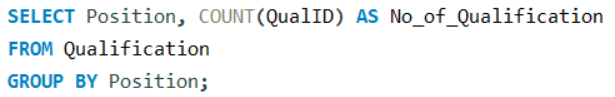 SELECT Position, COUNT(QualID) AS No_of_Qualification
FROM Qualification
GROUP BY Position;